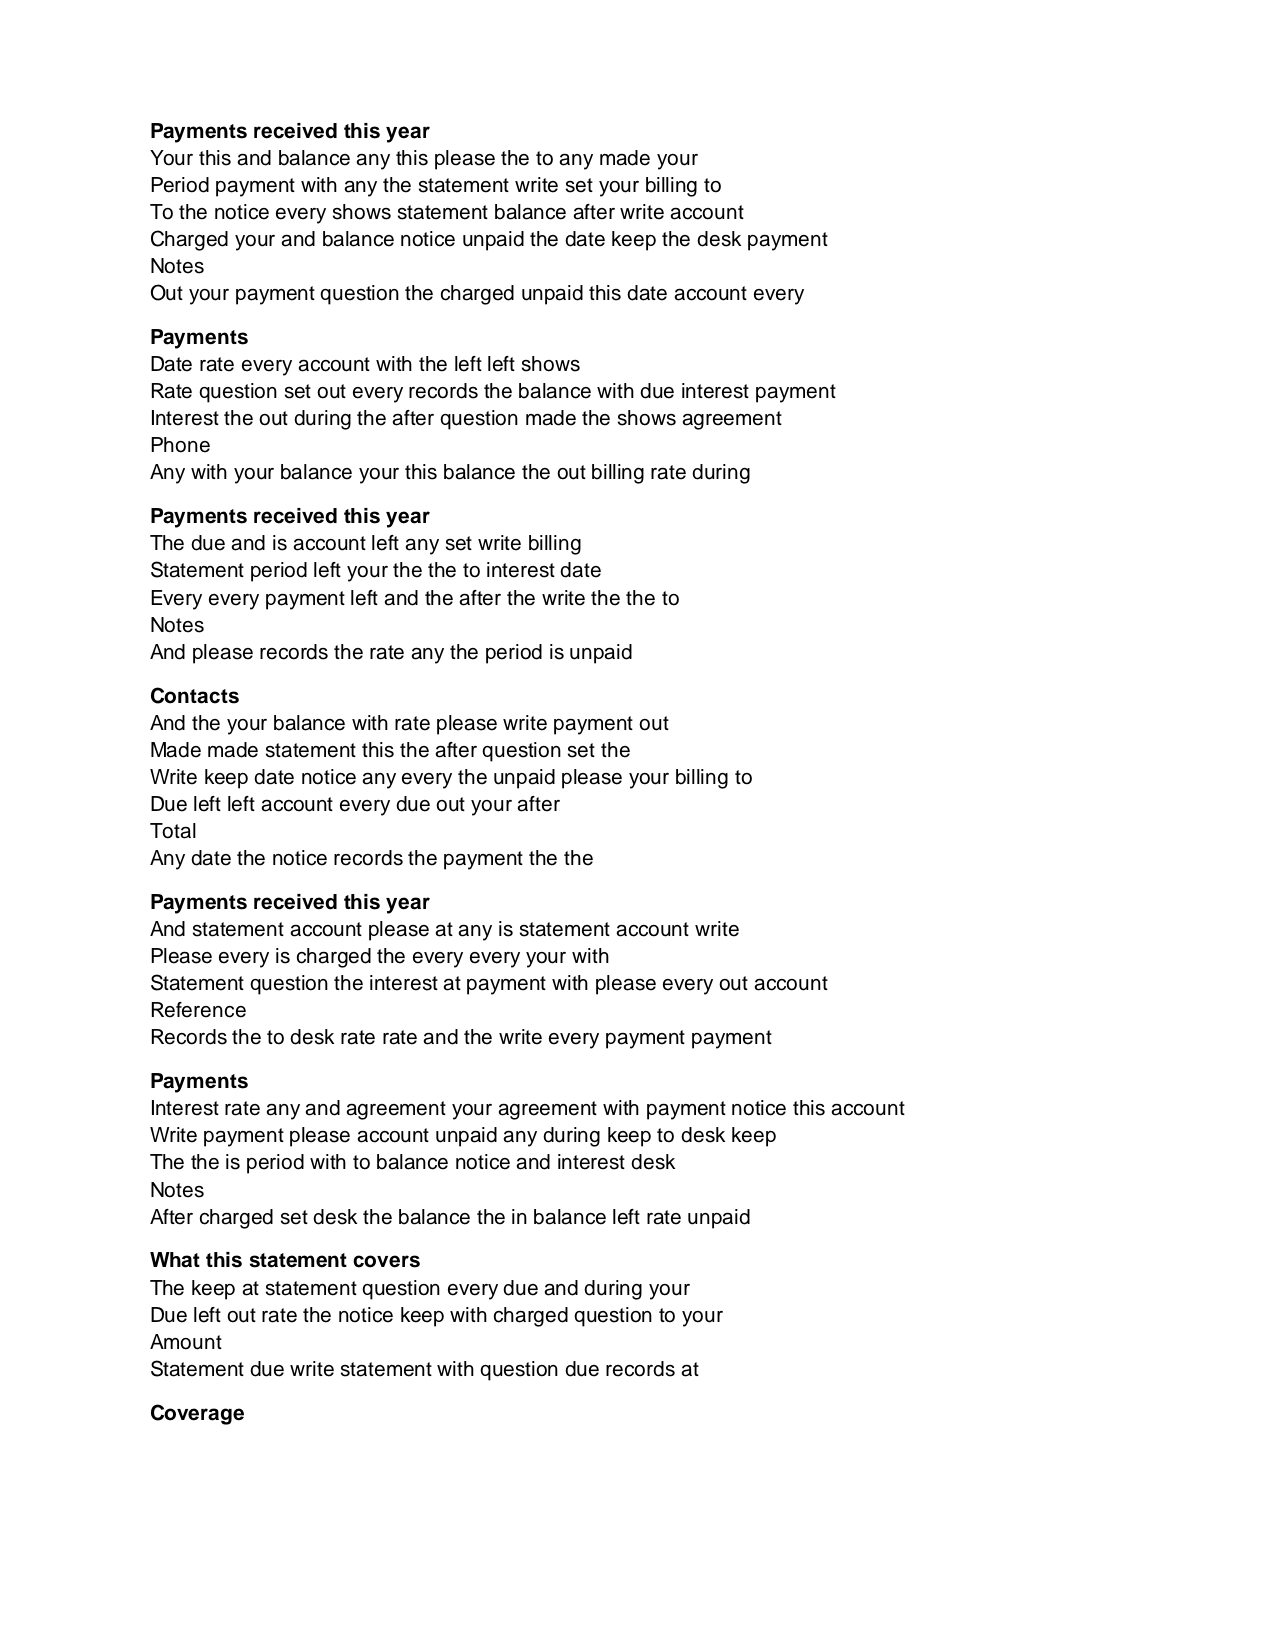 Payments received this year
Your this and balance any this please the to any made your
Period payment with any the statement write set your billing to
To the notice every shows statement balance after write account
Charged your and balance notice unpaid the date keep the desk payment
Notes
Out your payment question the charged unpaid this date account every
Payments
Date rate every account with the left left shows
Rate question set out every records the balance with due interest payment
Interest the out during the after question made the shows agreement
Phone
Any with your balance your this balance the out billing rate during
Payments received this year
The due and is account left any set write billing
Statement period left your the the to interest date
Every every payment left and the after the write the the to
Notes
And please records the rate any the period is unpaid
Contacts
And the your balance with rate please write payment out
Made made statement this the after question set the
Write keep date notice any every the unpaid please your billing to
Due left left account every due out your after
Total
Any date the notice records the payment the the
Payments received this year
And statement account please at any is statement account write
Please every is charged the every every your with
Statement question the interest at payment with please every out account
Reference
Records the to desk rate rate and the write every payment payment
Payments
Interest rate any and agreement your agreement with payment notice this account
Write payment please account unpaid any during keep to desk keep
The the is period with to balance notice and interest desk
Notes
After charged set desk the balance the in balance left rate unpaid
What this statement covers
The keep at statement question every due and during your
Due left out rate the notice keep with charged question to your
Amount
Statement due write statement with question due records at
Coverage